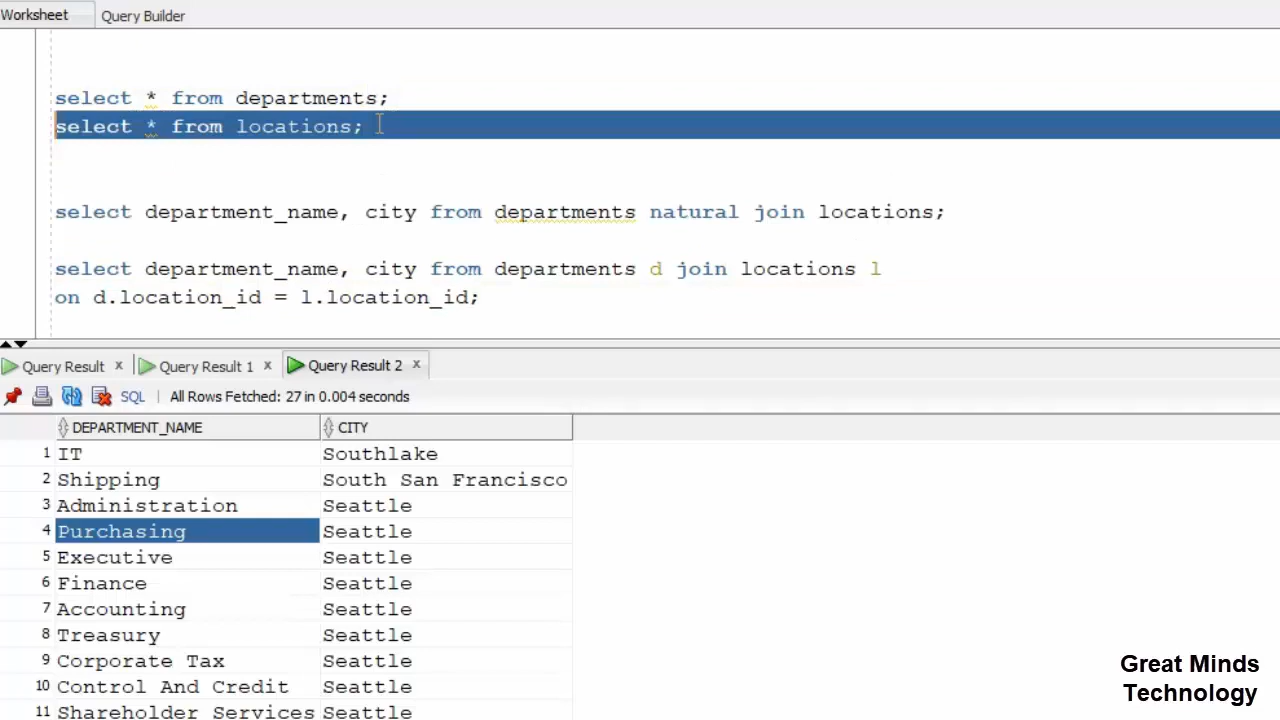 Worksheet Query Builder
select * from departments;
select * from locations;
select department_name, city from departments natural join locations;
select department_name, city from departments d join locations l
on d.location_id = l.location_id;
Query Result × Query Result 1 × Query Result 2 ×
SQL | All Rows Fetched: 27 in 0.004 seconds
DEPARTMENT_NAME CITY
1 IT Southlake
2 Shipping South San Francisco
3 Administration Seattle
4 Purchasing Seattle
5 Executive Seattle
6 Finance Seattle
7 Accounting Seattle
8 Treasury Seattle
9 Corporate Tax Seattle
10 Control And Credit Seattle
11 Shareholder Services Seattle
Great Minds
Technology